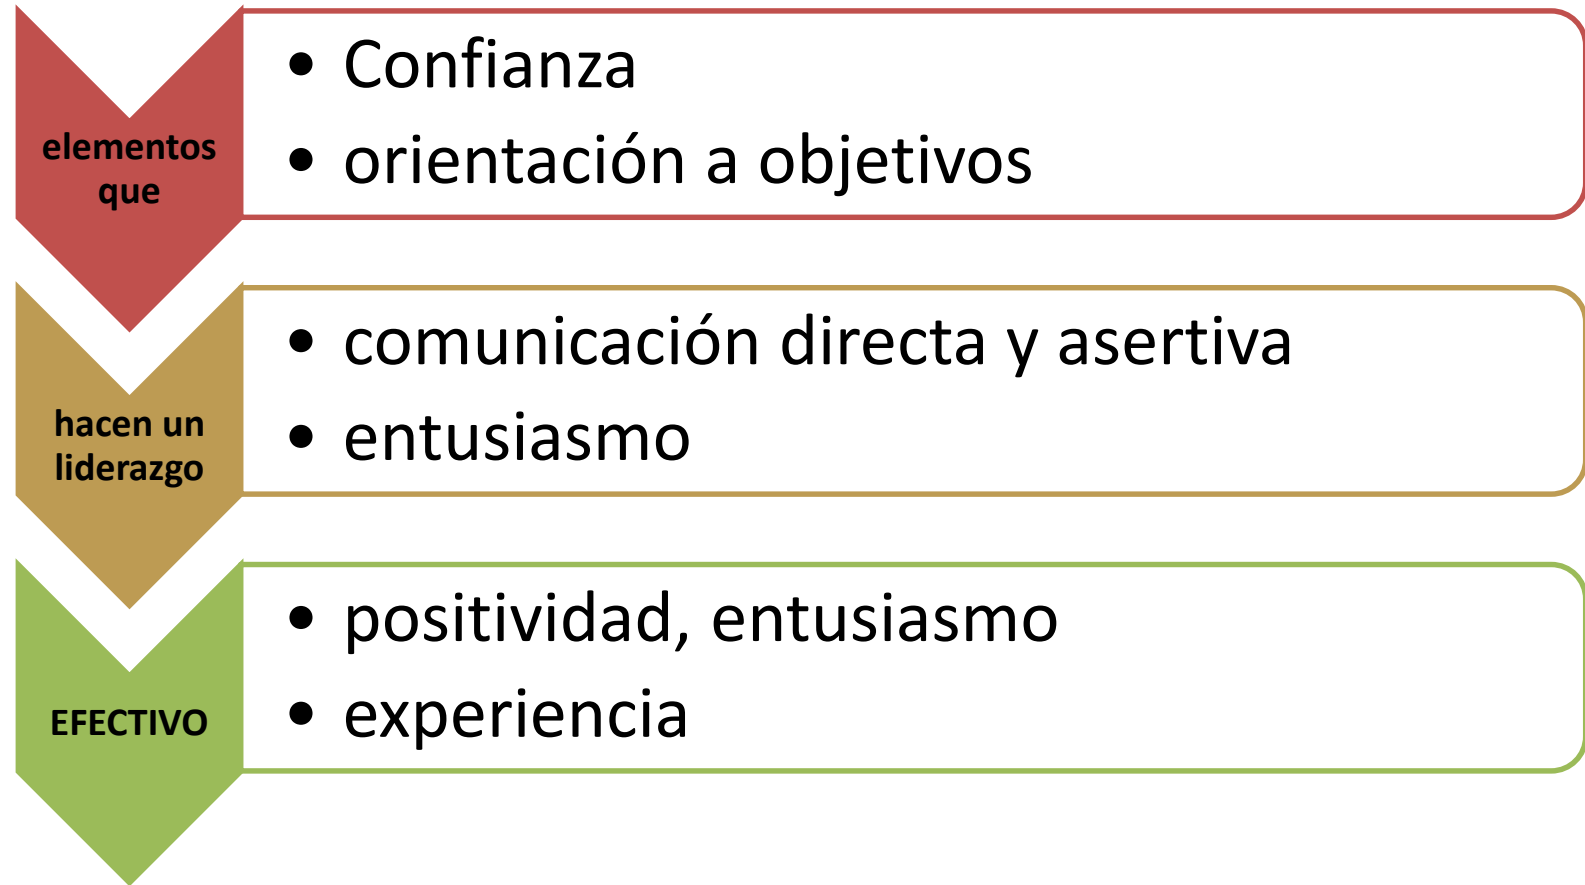 elementos
que
• Confianza
• orientación a objetivos
hacen un
liderazgo
• comunicación directa y asertiva
• entusiasmo
EFECTIVO
• positividad, entusiasmo
• experiencia